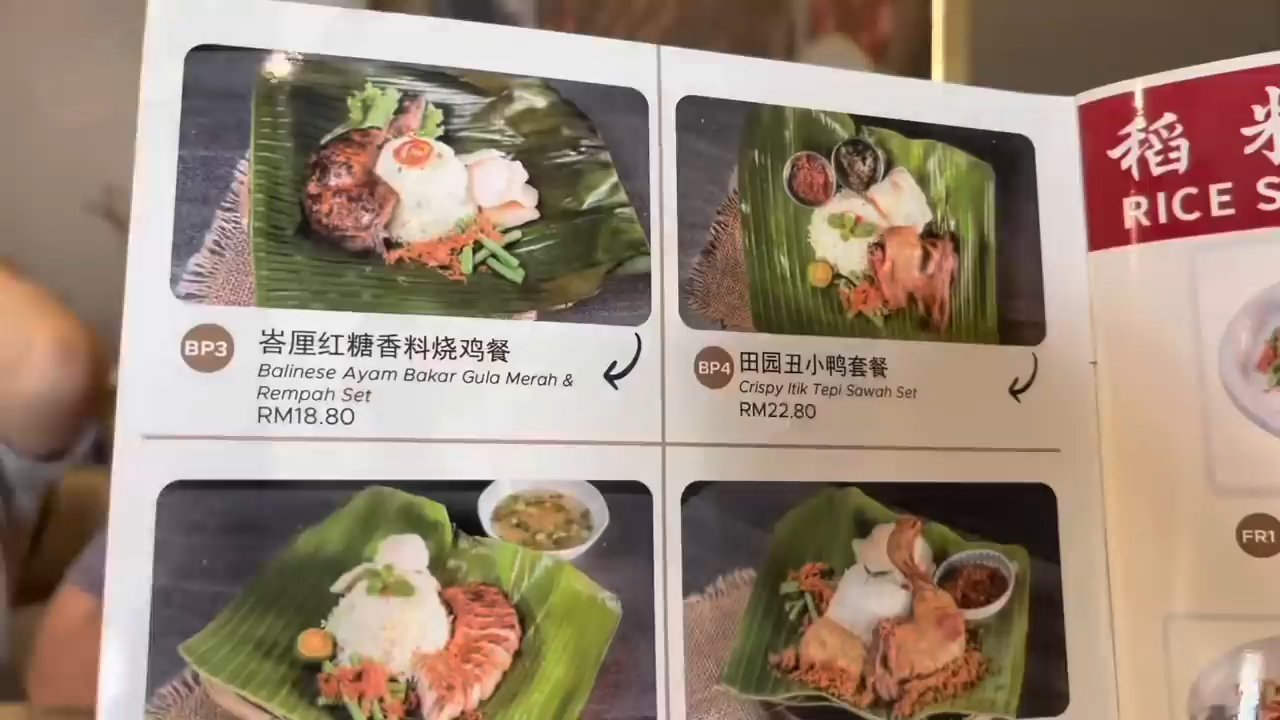 稻 米
RICE S
BP3
峇厘红糖香料烧鸡餐
Balinese Ayam Bakar Gula Merah &
Rempah Set
RM18.80
BP4
田园丑小鸭套餐
Crispy Itik Tepi Sawah Set
RM22.80
FR1